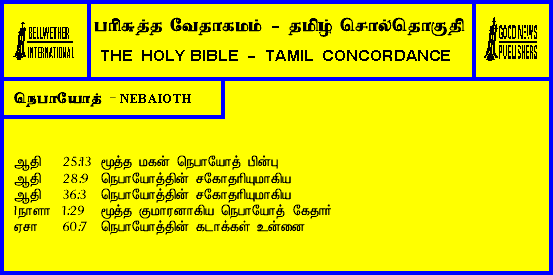 BELLWETHER
INTERNATIONAL
பரிசுத்த வேதாகமம் - தமிழ் சொல்தொகுதி
THE HOLY BIBLE - TAMIL CONCORDANCE
GOOD NEWS
PUBLISHERS
நெபாயோத் - NEBAIOTH
ஆதி 25:13 மூத்த மகன் நெபாயோத் பின்பு
ஆதி 28:9 நெபாயோத்தின் சகோதரியுமாகிய
ஆதி 36:3 நெபாயோத்தின் சகோதரியுமாகிய
1நாளா 1:29 மூத்த குமாரனாகிய நெபாயோத் கேதார்
ஏசா 60:7 நெபாயோத்தின் கடாக்கள் உன்னை